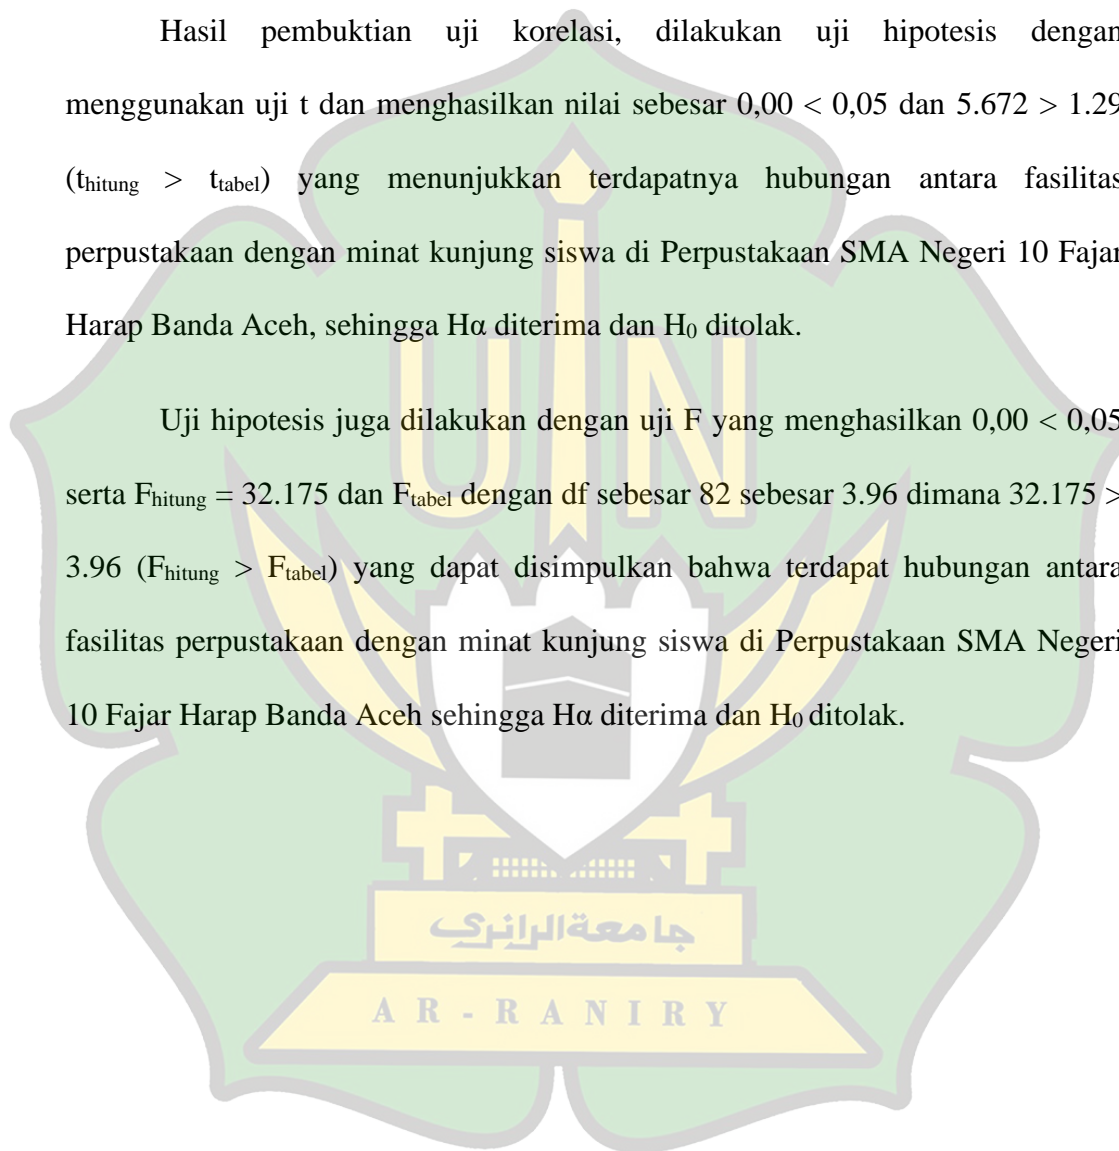 Hasil pembuktian uji korelasi, dilakukan uji hipotesis dengan
menggunakan uji t dan menghasilkan nilai sebesar 0,00 < 0,05 dan 5.672 > 1.29
(thitung > ttabel) yang menunjukkan terdapatnya hubungan antara fasilitas
perpustakaan dengan minat kunjung siswa di Perpustakaan SMA Negeri 10 Fajar
Harap Banda Aceh, sehingga Hα diterima dan H0 ditolak.
Uji hipotesis juga dilakukan dengan uji F yang menghasilkan 0,00 < 0,05
serta Fhitung = 32.175 dan Ftabel dengan df sebesar 82 sebesar 3.96 dimana 32.175 >
3.96 (Fhitung > Ftabel) yang dapat disimpulkan bahwa terdapat hubungan antara
fasilitas perpustakaan dengan minat kunjung siswa di Perpustakaan SMA Negeri
10 Fajar Harap Banda Aceh sehingga Hα diterima dan H0 ditolak.
UIN
جامعة الرانري
AR-RANIRY